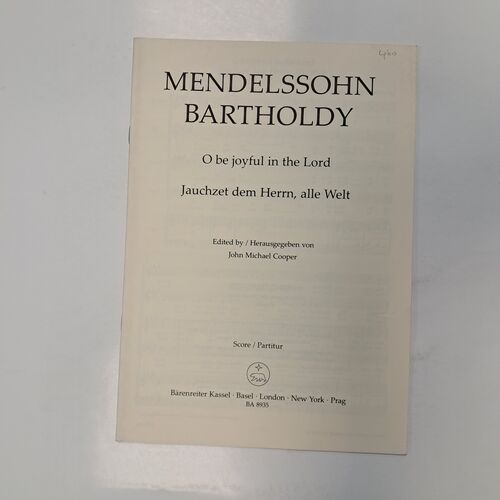 MENDELSSOHN
BARTHOLDY
O be joyful in the Lord
Jauchzet dem Herrn, alle Welt
Edited by / Herausgegeben von
John Michael Cooper
Score / Partitur
Bärenreiter Kassel · Basel · London · New York · Prag
BA 8935